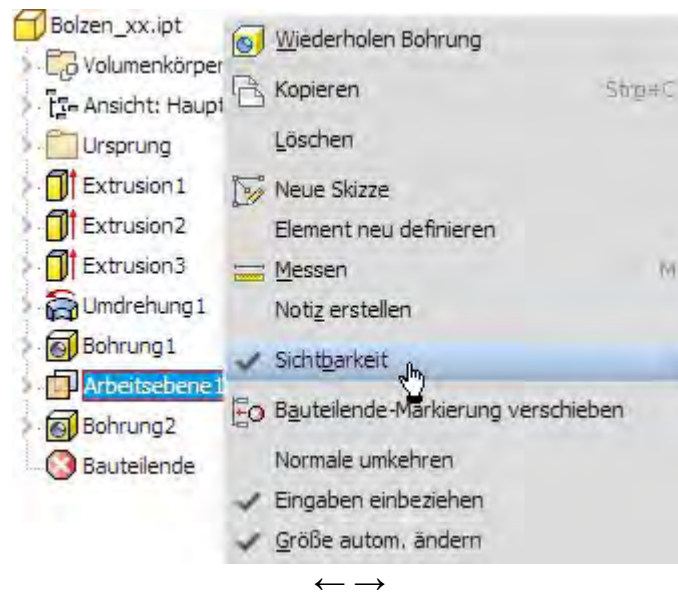 Bolzen_xx.ipt
Volumenkörper
Ansicht: Haupt
Ursprung
Extrusion1
Extrusion2
Extrusion3
Umdrehung1
Bohrung1
Arbeitsebene1
Bohrung2
Bauteilende
Wiederholen Bohrung
Kopieren Strg+C
Löschen
Neue Skizze
Element neu definieren
Messen M
Notiz erstellen
Sichtbarkeit
Bauteilende-Markierung verschieben
Normale umkehren
Eingaben einbeziehen
Größe autom. ändern
← →